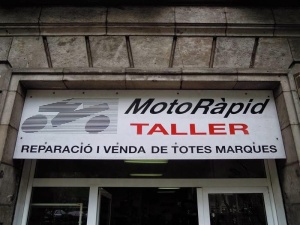 MotoRàpid
TALLER
REPARACIÓ I VENDA DE TOTES MARQUES